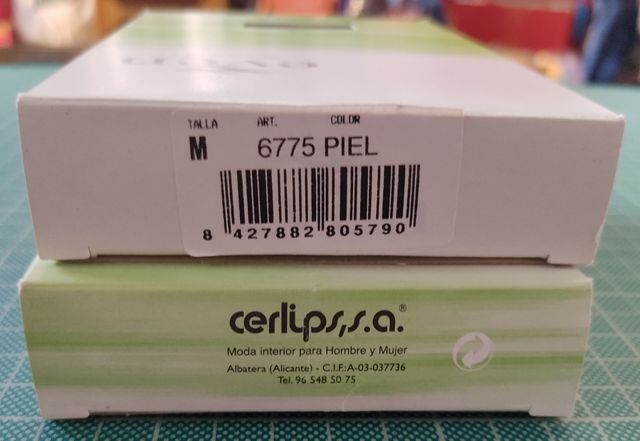 TALLA ART. COLOR
M 6775 PIEL
8 427882 805790
cerlips,s.a.®
Moda interior para Hombre y Mujer
Albatera (Alicante) - C.I.F.:A-03-037736
Tel. 96 548 50 75